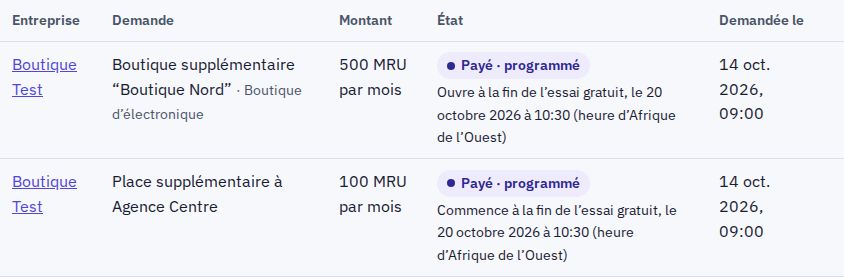 Entreprise Demande Montant État Demandée le
Boutique Test
Boutique supplémentaire
“Boutique Nord” · Boutique
d’électronique
500 MRU
par mois
Payé · programmé
Ouvre à la fin de l’essai gratuit, le 20
octobre 2026 à 10:30 (heure d’Afrique
de l’Ouest)
14 oct.
2026,
09:00
Boutique
Test
Place supplémentaire à
Agence Centre
100 MRU
par mois
Payé · programmé
Commence à la fin de l’essai gratuit, le
20 octobre 2026 à 10:30 (heure
d’Afrique de l’Ouest)
14 oct.
2026,
09:00